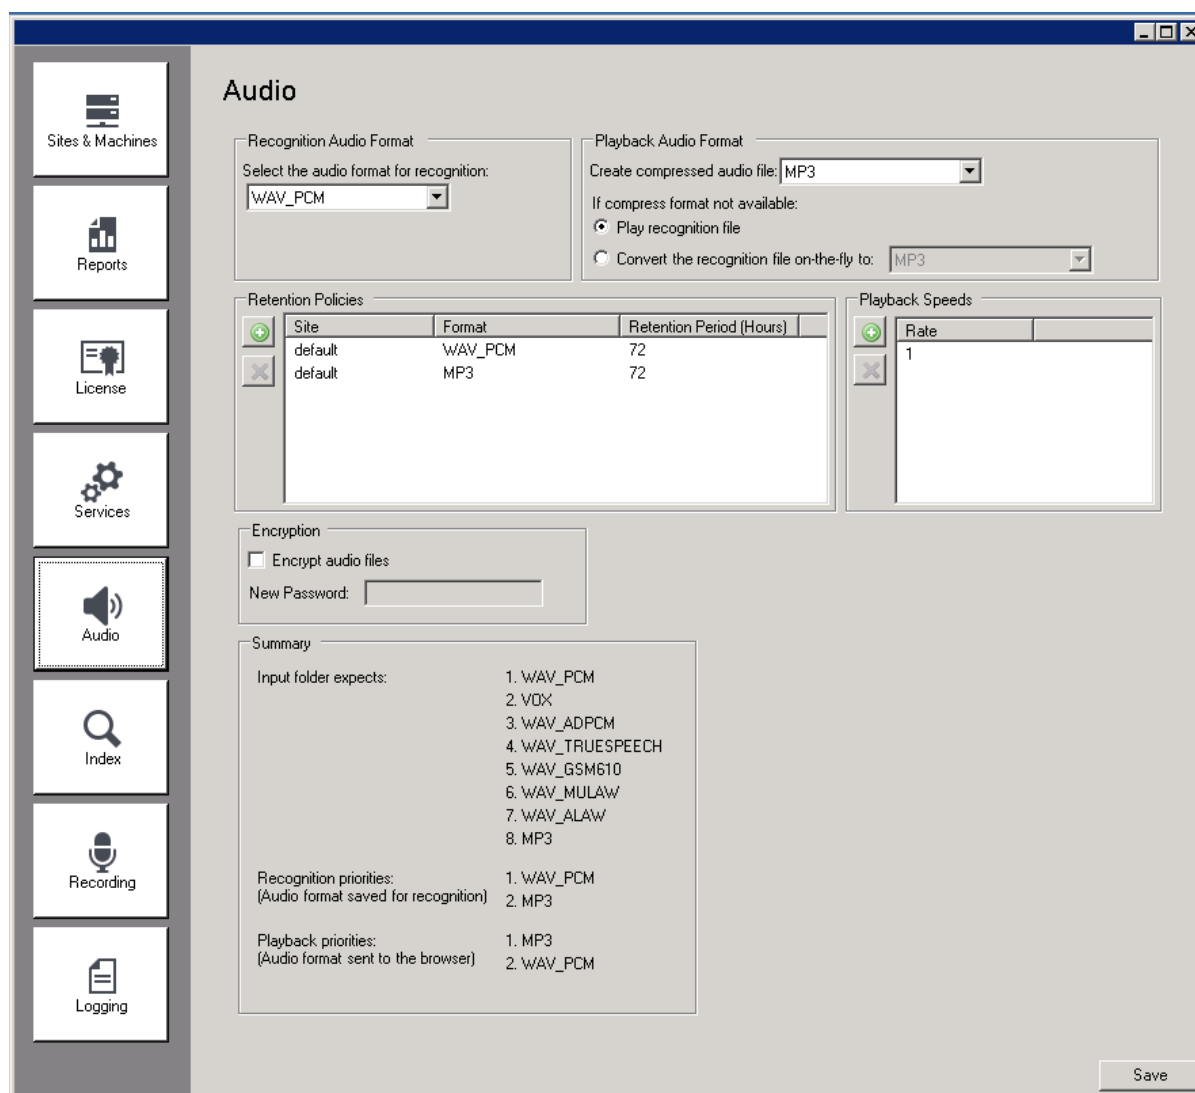 Sites & Machines
Reports
License
Services
Audio
Index
Recording
Logging
Audio
Recognition Audio Format
Select the audio format for recognition:
WAV_PCM
Playback Audio Format
Create compressed audio file: MP3
If compress format not available:
Play recognition file
Convert the recognition file on-the-fly to: MP3
Retention Policies
Site Format Retention Period (Hours)
default WAV_PCM 72
default MP3 72
Playback Speeds
Rate
1
Encryption
Encrypt audio files
New Password:
Summary
Input folder expects: 1. WAV_PCM
2. VOX
3. WAV_ADPCM
4. WAV_TRUESPEECH
5. WAV_GSM610
6. WAV_MULAW
7. WAV_ALAW
8. MP3
Recognition priorities: 1. WAV_PCM
(Audio format saved for recognition) 2. MP3
Playback priorities: 1. MP3
(Audio format sent to the browser) 2. WAV_PCM
Save